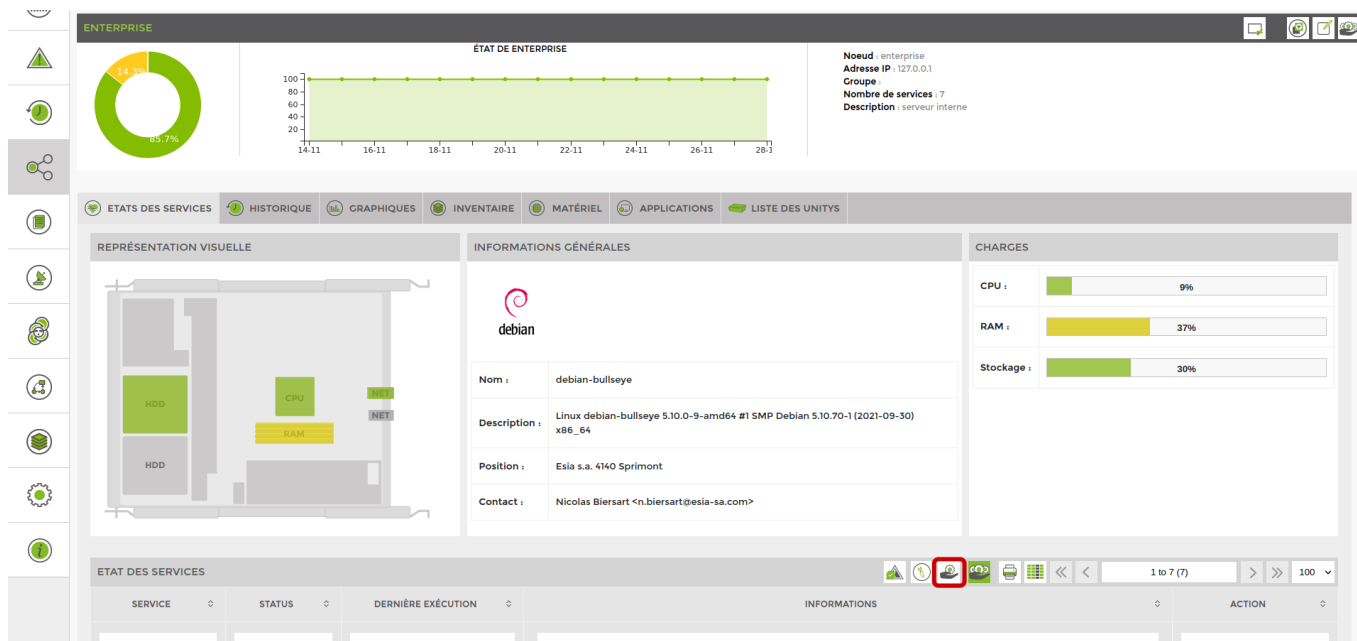 ENTERPRISE
14.3%
85.7%
ÉTAT DE ENTERPRISE
100
80
60
40
20
14-11 16-11 18-11 20-11 22-11 24-11 26-11 28-1
Noeud : enterprise
Adresse IP : 127.0.0.1
Groupe :
Nombre de services : 7
Description : serveur interne
ETATS DES SERVICES HISTORIQUE GRAPHIQUES INVENTAIRE MATÉRIEL APPLICATIONS LISTE DES UNITYS
REPRÉSENTATION VISUELLE
HDD
CPU
NET
NET
RAM
HDD
INFORMATIONS GÉNÉRALES
debian
Nom : debian-bullseye
Description : Linux debian-bullseye 5.10.0-9-amd64 #1 SMP Debian 5.10.70-1 (2021-09-30)
x86_64
Position : Esia s.a. 4140 Sprimont
Contact : Nicolas Biersart <n.biersart@esia-sa.com>
CHARGES
CPU : 9%
RAM : 37%
Stockage : 30%
ETAT DES SERVICES
1 to 7 (7)
100
SERVICE STATUS DERNIÈRE EXÉCUTION INFORMATIONS ACTION